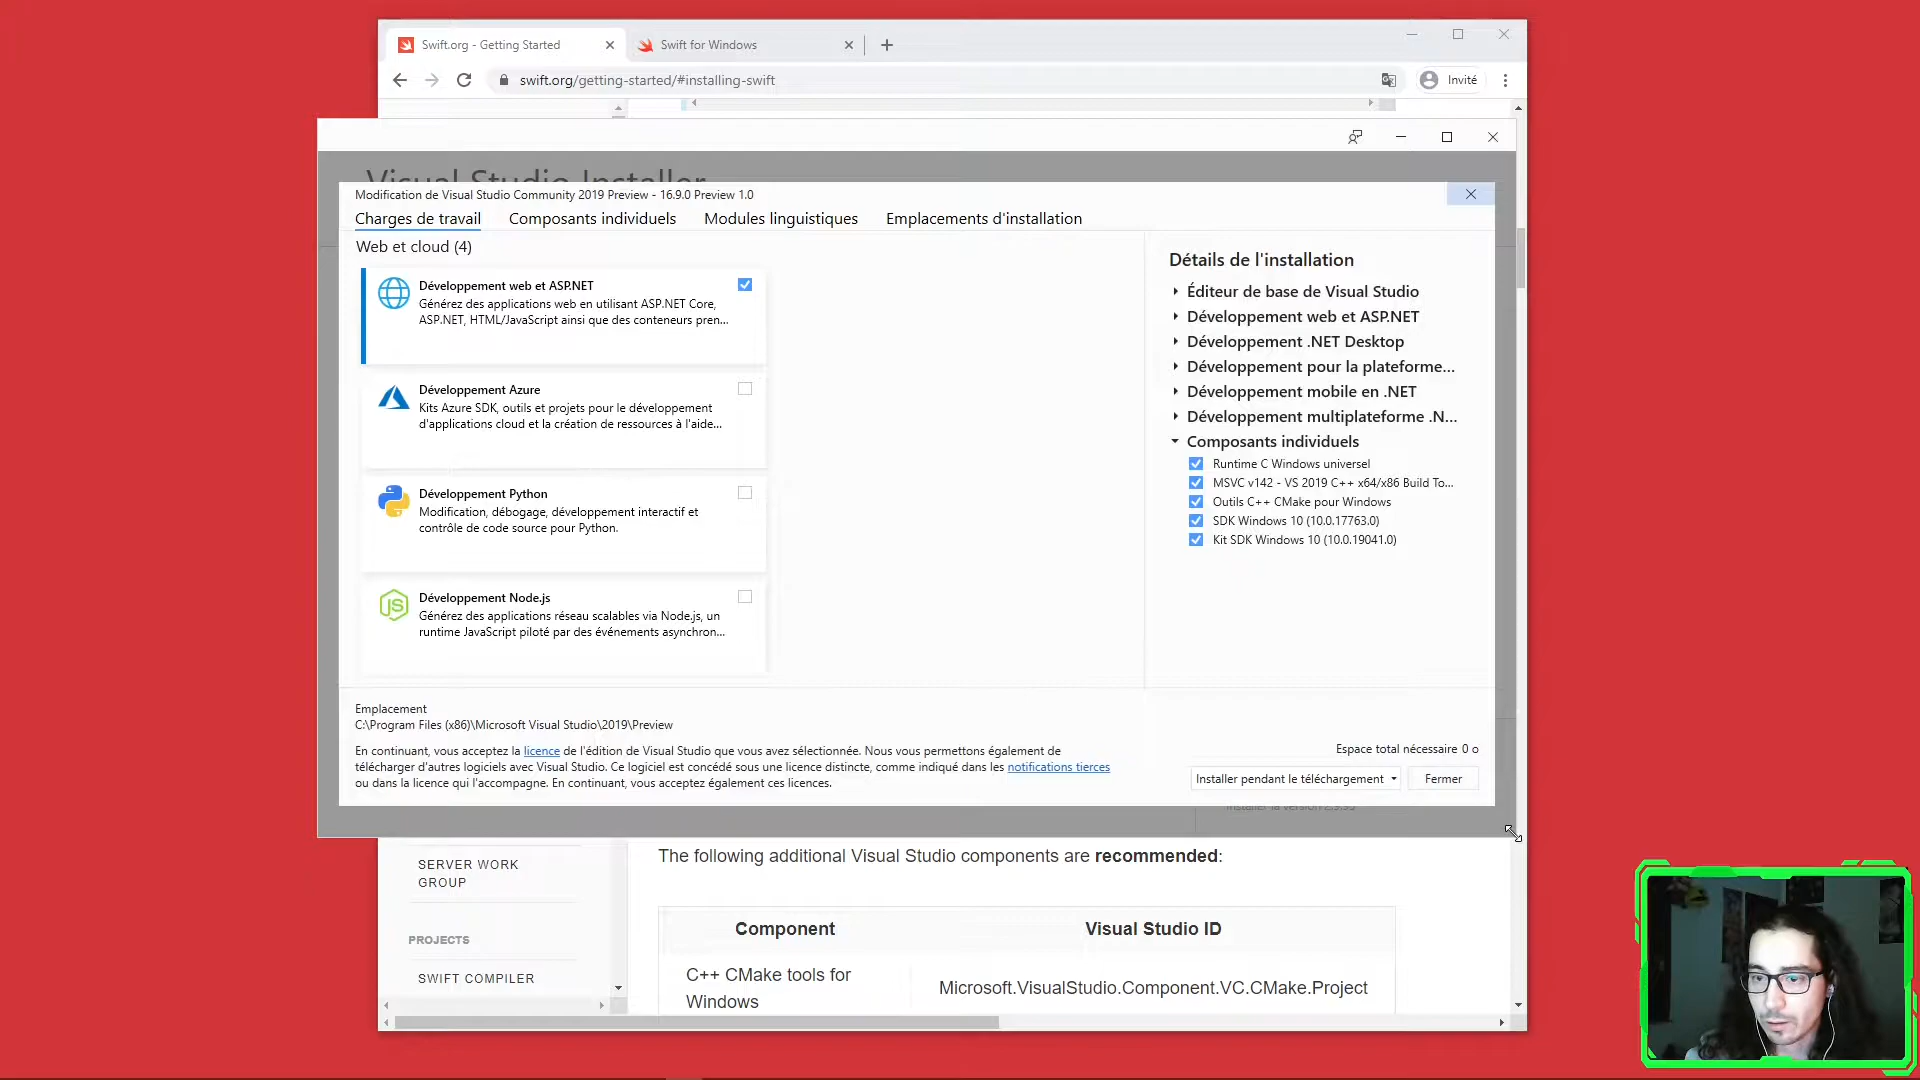 Swift.org - Getting Started
Swift for Windows
swift.org/getting-started/#installing-swift
Invité
Visual Studio Installer
Modification de Visual Studio Community 2019 Preview - 16.9.0 Preview 1.0
Charges de travail
Composants individuels
Modules linguistiques
Emplacements d'installation
Web et cloud (4)
Développement web et ASP.NET
Générez des applications web en utilisant ASP.NET Core,
ASP.NET, HTML/JavaScript ainsi que des conteneurs pren...
Développement Azure
Kits Azure SDK, outils et projets pour le développement
d'applications cloud et la création de ressources à l'aide...
Développement Python
Modification, débogage, développement interactif et
contrôle de code source pour Python.
JS
Développement Node.js
Générez des applications réseau scalables via Node.js, un
runtime JavaScript piloté par des événements asynchron...
Détails de l'installation
Éditeur de base de Visual Studio
Développement web et ASP.NET
Développement .NET Desktop
Développement pour la plateforme...
Développement mobile en .NET
Développement multiplateforme .N...
Composants individuels
Runtime C Windows universel
MSVC v142 - VS 2019 C++ x64/x86 Build To...
Outils C++ CMake pour Windows
SDK Windows 10 (10.0.17763.0)
Kit SDK Windows 10 (10.0.19041.0)
Emplacement
C:\Program Files (x86)\Microsoft Visual Studio\2019\Preview
En continuant, vous acceptez la licence de l'édition de Visual Studio que vous avez sélectionnée. Nous vous permettons également de
télécharger d'autres logiciels avec Visual Studio. Ce logiciel est concédé sous une licence distincte, comme indiqué dans les notifications tierces
ou dans la licence qui l'accompagne. En continuant, vous acceptez également ces licences.
Espace total nécessaire 0 o
Installer pendant le téléchargement
Fermer
SERVER WORK
GROUP
PROJECTS
SWIFT COMPILER
The following additional Visual Studio components are recommended:
Component
Visual Studio ID
C++ CMake tools for
Windows
Microsoft.VisualStudio.Component.VC.CMake.Project